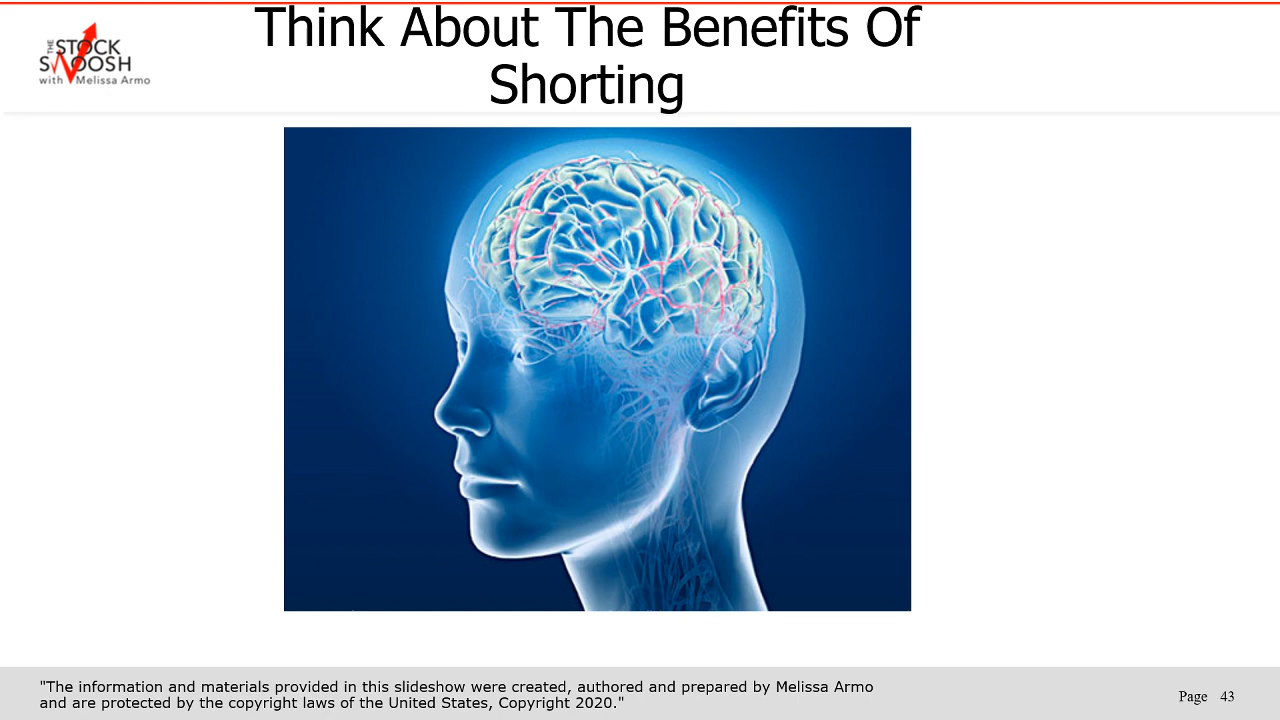 Think About The Benefits Of
Shorting
THE
STOCK
SWOOSH
with Melissa Armo
"The information and materials provided in this slideshow were created, authored and prepared by Melissa Armo
and are protected by the copyright laws of the United States, Copyright 2020."
Page 43